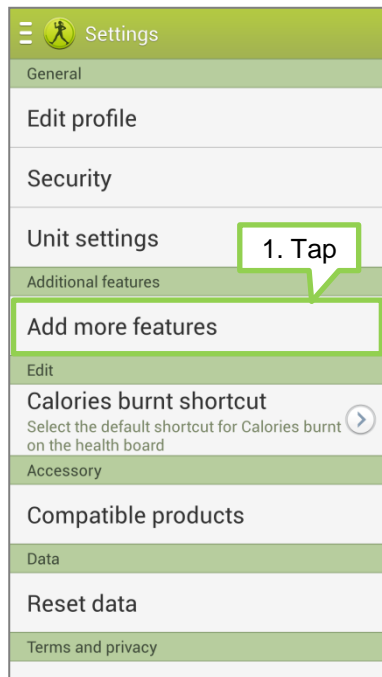 Settings
General
Edit profile
Security
Unit settings
1. Tap
Additional features
Add more features
Edit
Calories burnt shortcut
Select the default shortcut for Calories burnt
on the health board
Accessory
Compatible products
Data
Reset data
Terms and privacy